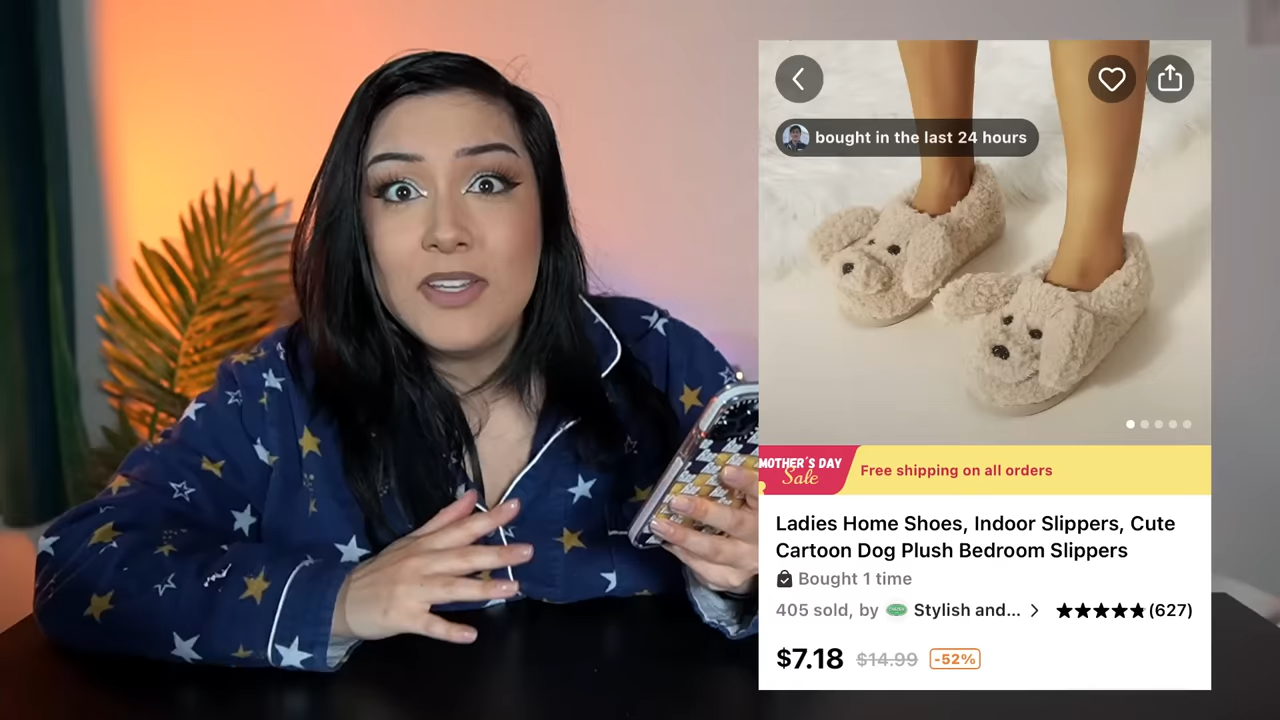 bought in the last 24 hours
MOTHER'S DAY
Sale
Free shipping on all orders
Ladies Home Shoes, Indoor Slippers, Cute
Cartoon Dog Plush Bedroom Slippers
Bought 1 time
405 sold, by Stylish and... (627)
$7.18 $14.99 -52%